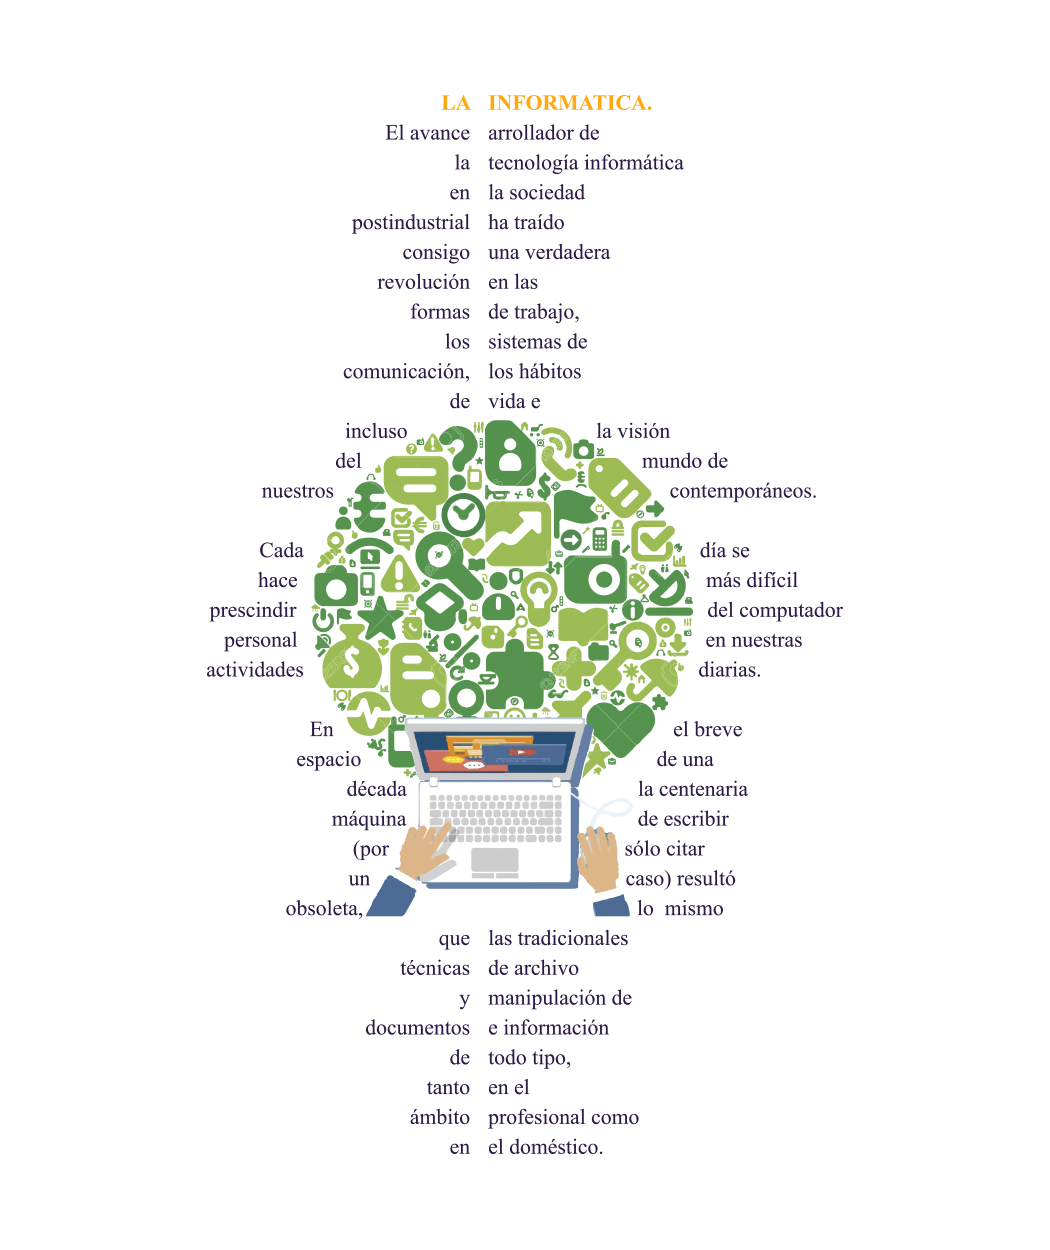 LA INFORMATICA.
El avance arrollador de
la tecnología informática
en la sociedad
postindustrial ha traído
consigo una verdadera
revolución en las
formas de trabajo,
los sistemas de
comunicación, los hábitos
de vida e
incluso la visión
del mundo de
nuestros contemporáneos.
Cada día se
hace más difícil
prescindir del computador
personal en nuestras
actividades diarias.
En el breve
espacio de una
década la centenaria
máquina de escribir
(por sólo citar
un caso) resultó
obsoleta, lo mismo
que las tradicionales
técnicas de archivo
y manipulación de
documentos e información
de todo tipo,
tanto en el
ámbito profesional como
en el doméstico.